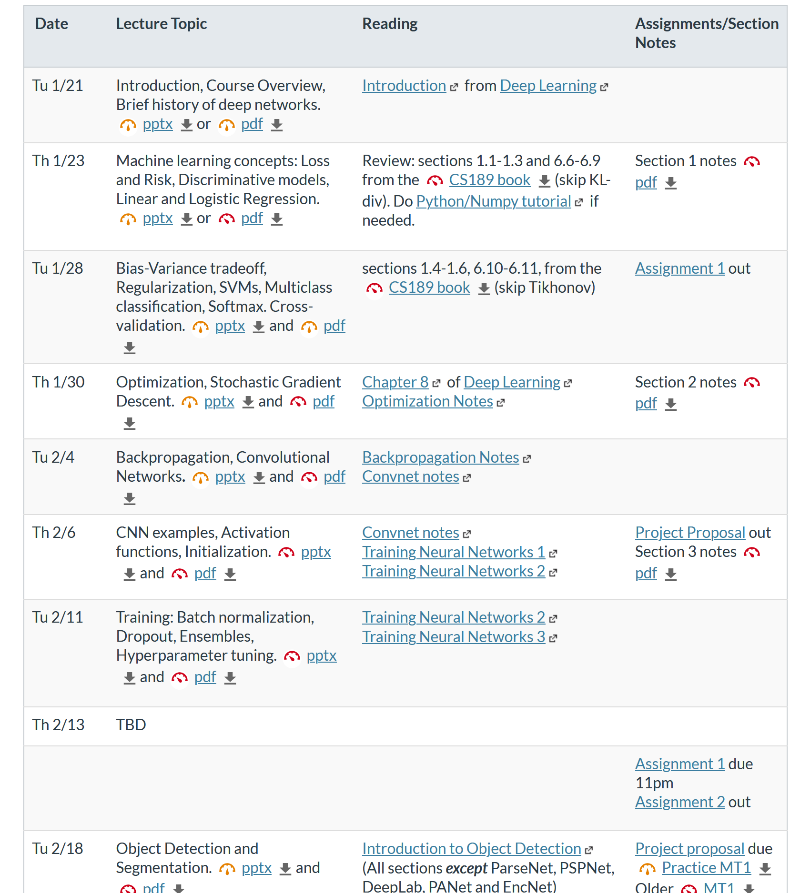 Date Lecture Topic Reading Assignments/Section
Notes
Tu 1/21 Introduction, Course Overview, Introduction from Deep Learning
Brief history of deep networks.
pptx or pdf
Th 1/23 Machine learning concepts: Loss Review: sections 1.1-1.3 and 6.6-6.9 Section 1 notes
and Risk, Discriminative models, from the CS189 book (skip KL- pdf
Linear and Logistic Regression. div). Do Python/Numpy tutorial if
pptx or pdf needed.
Tu 1/28 Bias-Variance tradeoff, sections 1.4-1.6, 6.10-6.11, from the Assignment 1 out
Regularization, SVMs, Multiclass CS189 book (skip Tikhonov)
classification, Softmax. Cross-
validation. pptx and pdf
Th 1/30 Optimization, Stochastic Gradient Chapter 8 of Deep Learning Section 2 notes
Descent. pptx and pdf Optimization Notes pdf
Tu 2/4 Backpropagation, Convolutional Backpropagation Notes
Networks. pptx and pdf Convnet notes
Th 2/6 CNN examples, Activation Convnet notes Project Proposal out
functions, Initialization. pptx Training Neural Networks 1 Section 3 notes
and pdf Training Neural Networks 2 pdf
Tu 2/11 Training: Batch normalization, Training Neural Networks 2
Dropout, Ensembles, Training Neural Networks 3
Hyperparameter tuning. pptx
and pdf
Th 2/13 TBD
Assignment 1 due
11pm
Assignment 2 out
Tu 2/18 Object Detection and Introduction to Object Detection Project proposal due
Segmentation. pptx and (All sections except ParseNet, PSPNet, Practice MT1
pdf DeepLab, PANet and EncNet) Older MT1